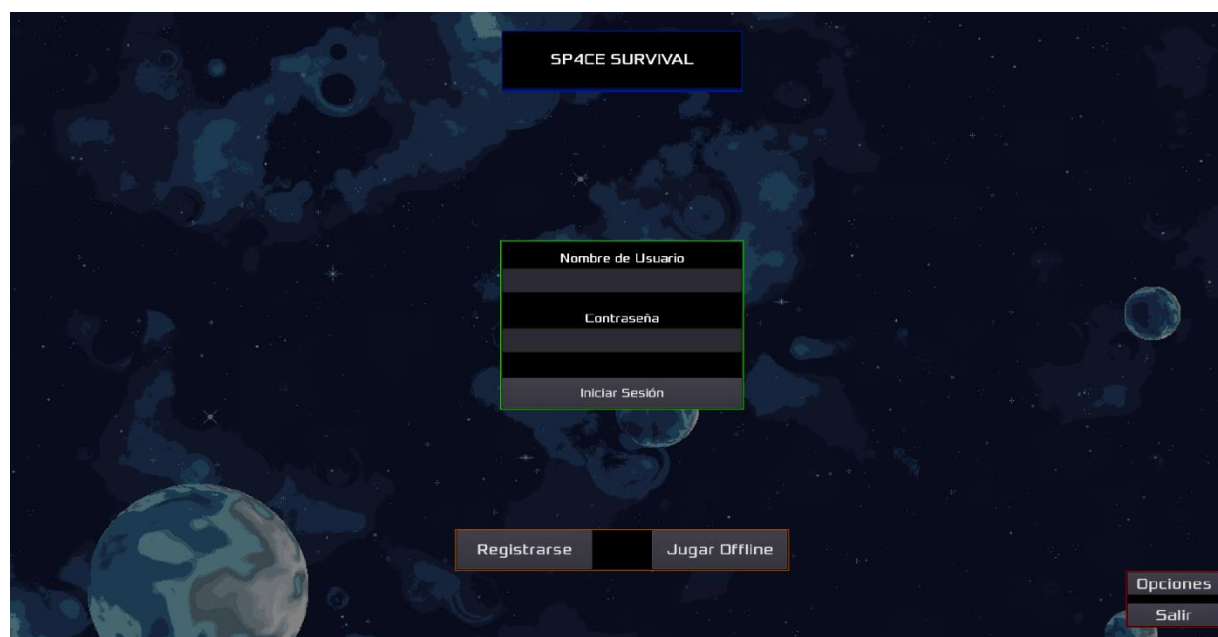 SP4CE SURVIVAL
Nombre de Usuario
Contraseña
Iniciar Sesión
Registrarse
Jugar Offline
Opciones
Salir